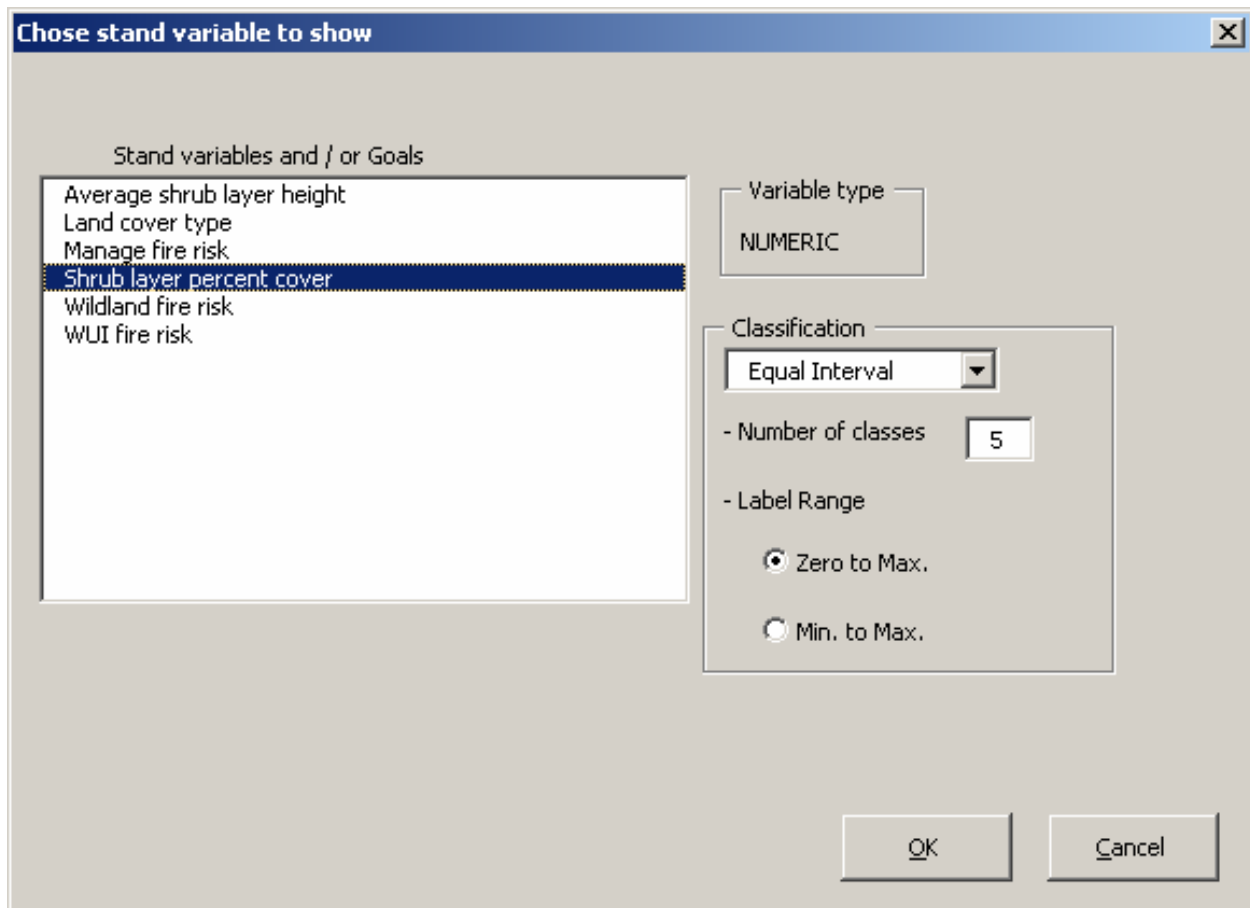 Chose stand variable to show
Stand variables and / or Goals
Average shrub layer height
Land cover type
Manage fire risk
Shrub layer percent cover
Wildland fire risk
WUI fire risk
Variable type
NUMERIC
Classification
Equal Interval
- Number of classes 5
- Label Range
Zero to Max.
Min. to Max.
OK Cancel